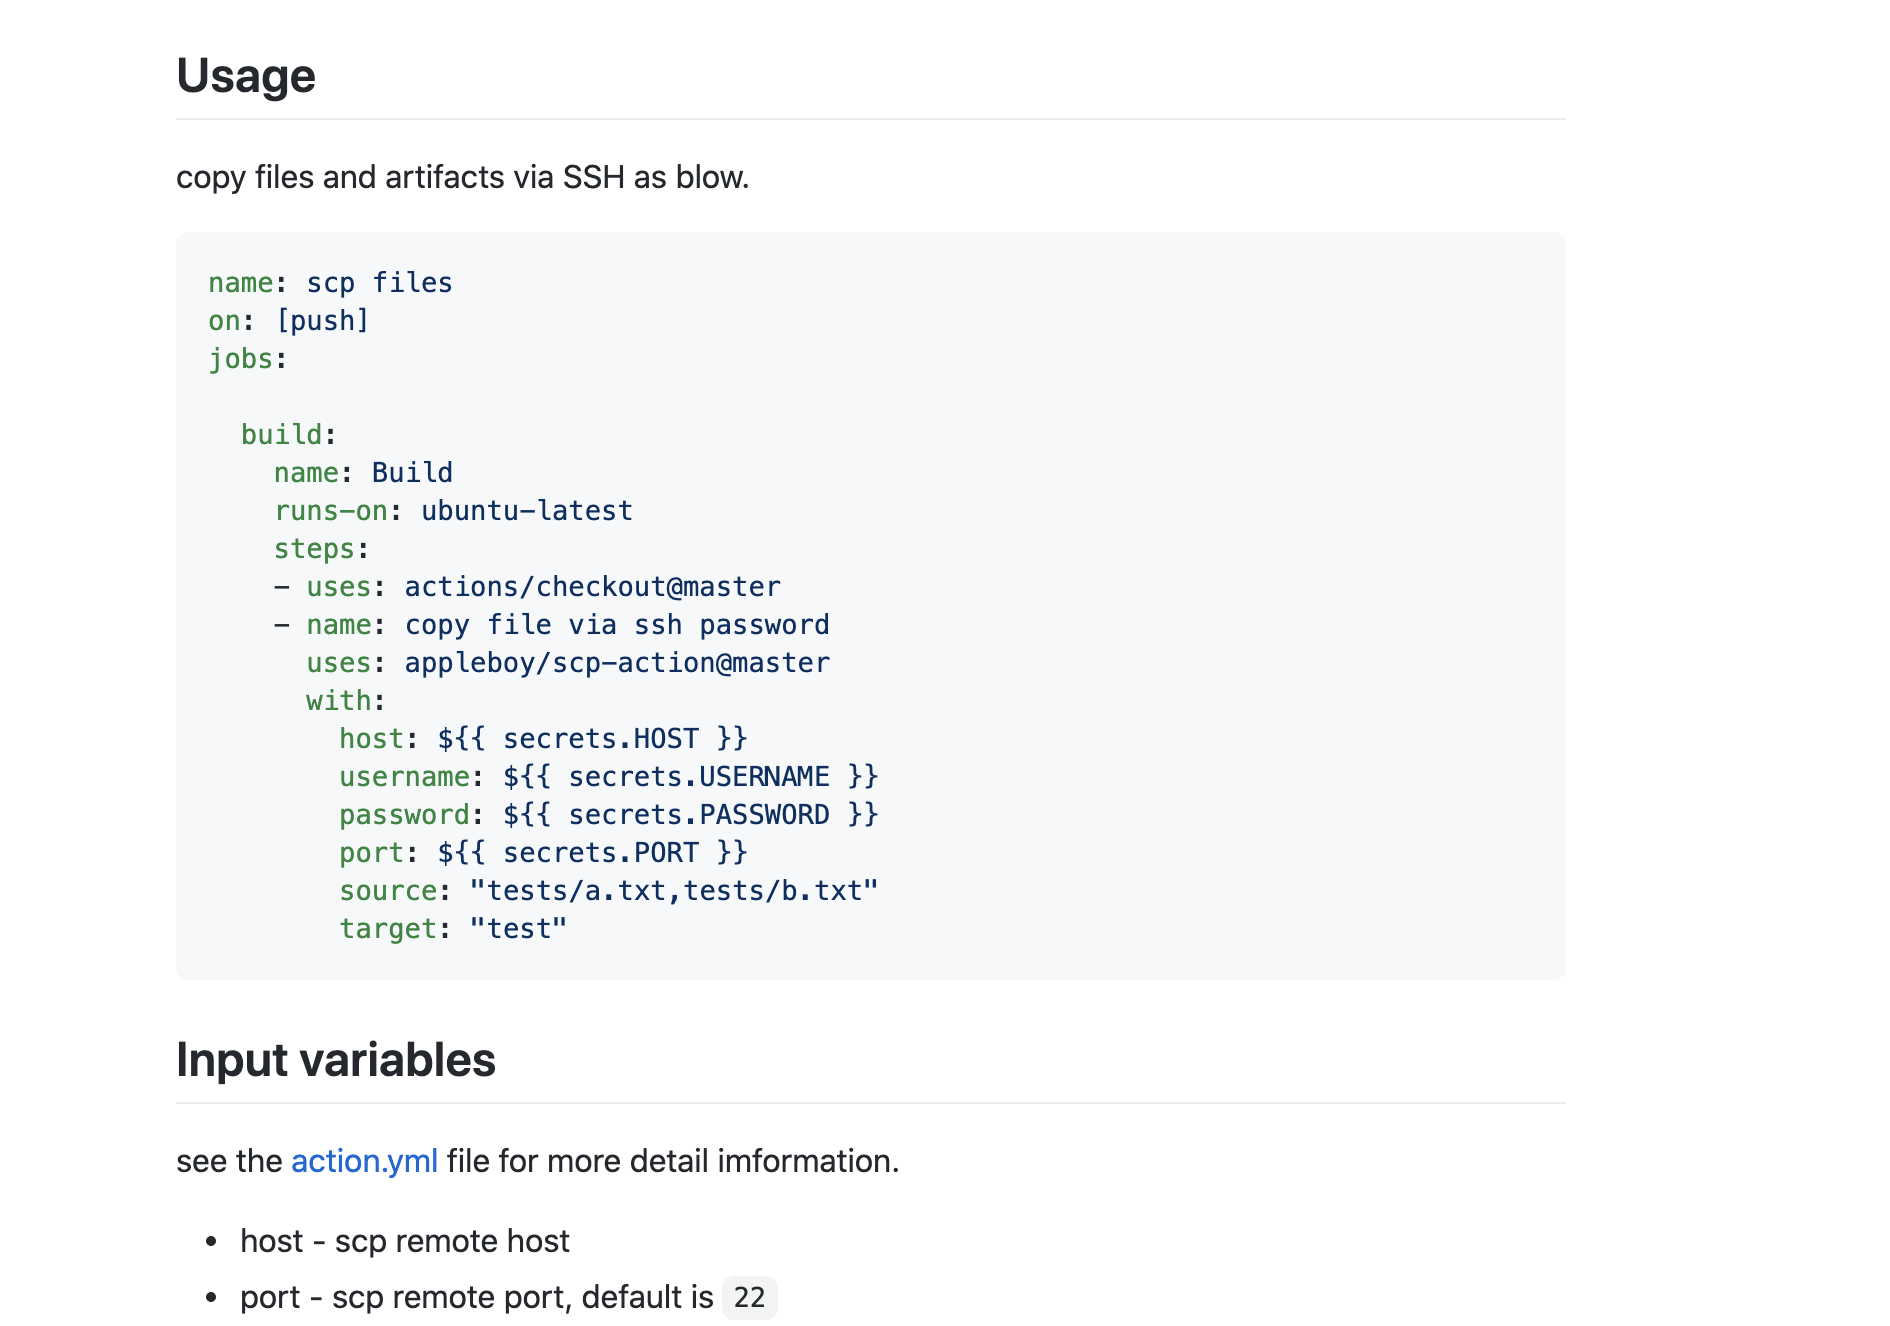 Usage
copy files and artifacts via SSH as blow.
name: scp files
on: [push]
jobs:
build:
name: Build
runs-on: ubuntu-latest
steps:
- uses: actions/checkout@master
- name: copy file via ssh password
uses: appleboy/scp-action@master
with:
host: ${{ secrets.HOST }}
username: ${{ secrets.USERNAME }}
password: ${{ secrets.PASSWORD }}
port: ${{ secrets.PORT }}
source: "tests/a.txt,tests/b.txt"
target: "test"
Input variables
see the action.yml file for more detail imformation.
• host - scp remote host
• port - scp remote port, default is 22